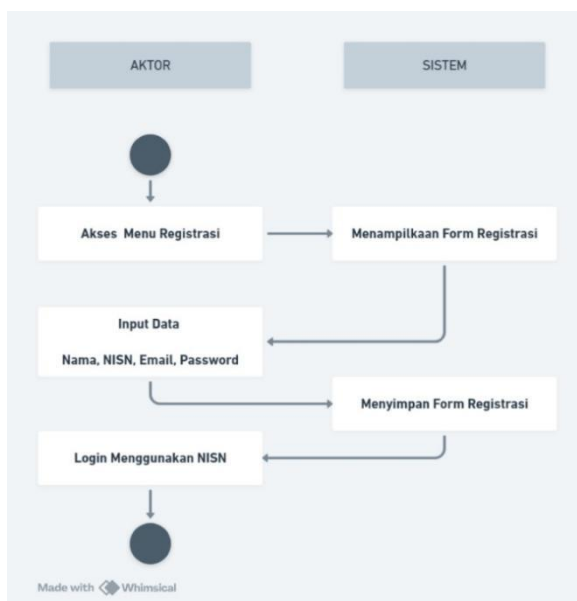 AKTOR
SISTEM
Akses Menu Registrasi
Menampilkaan Form Registrasi
Input Data
Nama, NISN, Email, Password
Menyimpan Form Registrasi
Login Menggunakan NISN
Made with Whimsical